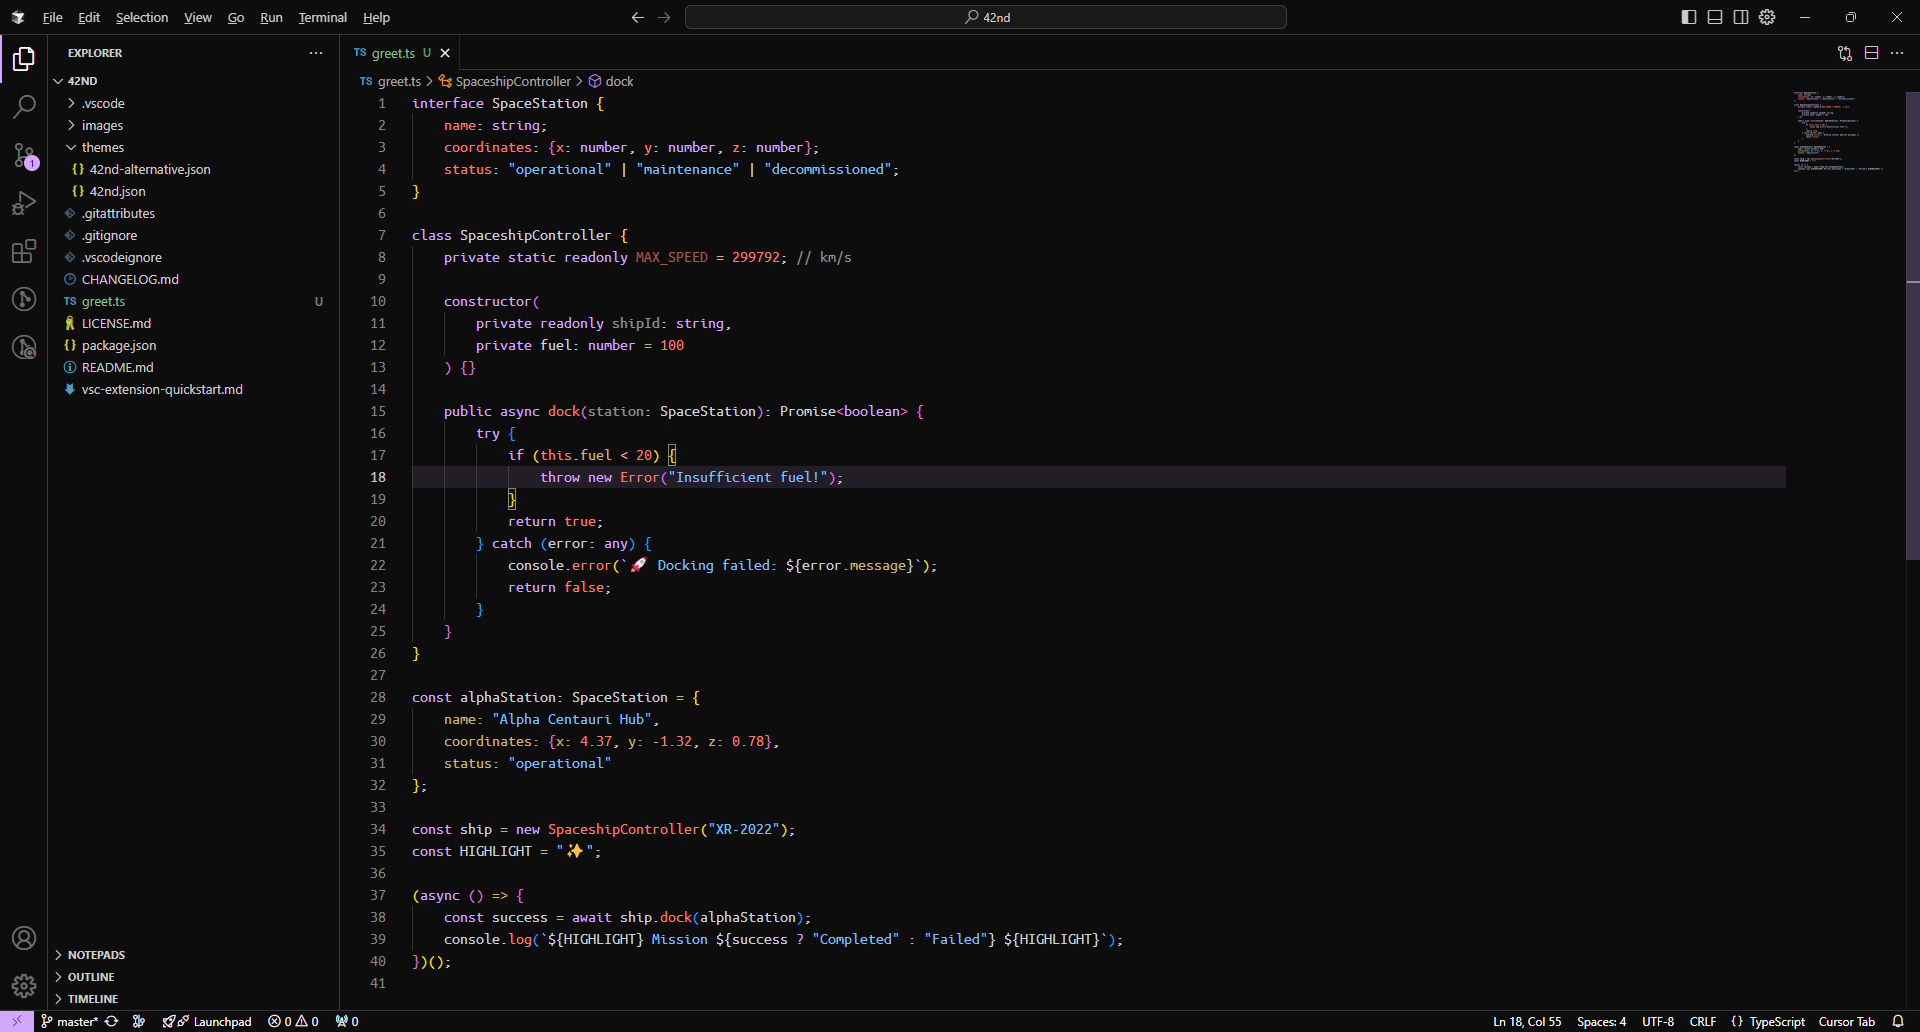 File Edit Selection View Go Run Terminal Help
42nd
EXPLORER
42ND
.vscode
images
themes
{} 42nd-alternative.json
{} 42nd.json
.gitattributes
.gitignore
.vscodeignore
CHANGELOG.md
TS greet.ts U
LICENSE.md
{} package.json
README.md
vsc-extension-quickstart.md
NOTEPADS
OUTLINE
TIMELINE
1
TS greet.ts U
TS greet.ts > SpaceshipController > dock
1 interface SpaceStation {
2     name: string;
3     coordinates: {x: number, y: number, z: number};
4     status: "operational" | "maintenance" | "decommissioned";
5 }
6
7 class SpaceshipController {
8     private static readonly MAX_SPEED = 299792; // km/s
9
10     constructor(
11         private readonly shipId: string,
12         private fuel: number = 100
13     ) {}
14
15     public async dock(station: SpaceStation): Promise<boolean> {
16         try {
17             if (this.fuel < 20) {
18                 throw new Error("Insufficient fuel!");
19             }
20             return true;
21         } catch (error: any) {
22             console.error(`🚀 Docking failed: ${error.message}`);
23             return false;
24         }
25     }
26 }
27
28 const alphaStation: SpaceStation = {
29     name: "Alpha Centauri Hub",
30     coordinates: {x: 4.37, y: -1.32, z: 0.78},
31     status: "operational"
32 };
33
34 const ship = new SpaceshipController("XR-2022");
35 const HIGHLIGHT = "✨";
36
37 (async () => {
38     const success = await ship.dock(alphaStation);
39     console.log(`${HIGHLIGHT} Mission ${success ? "Completed" : "Failed"} ${HIGHLIGHT}`);
40 })();
41
master* Launchpad 0 0 0
Ln 18, Col 55 Spaces: 4 UTF-8 CRLF {} TypeScript Cursor Tab